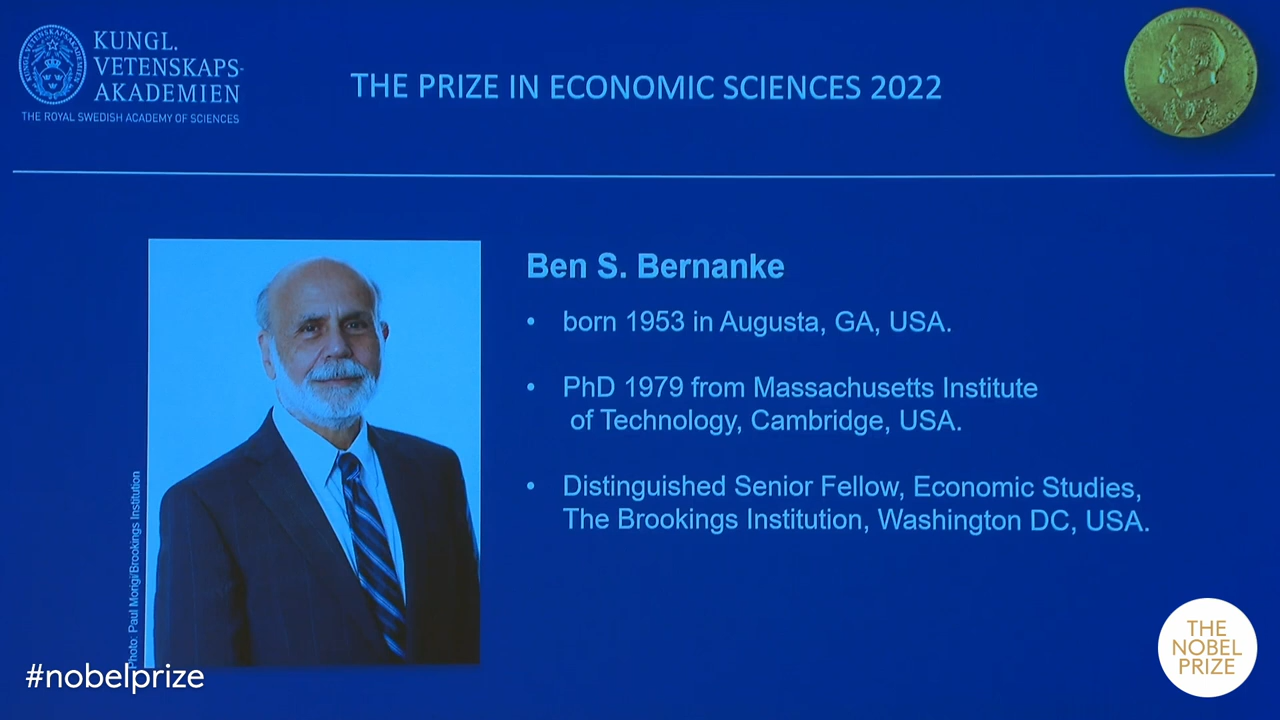 KUNGL.
VETENSKAPS-
AKADEMIEN
THE ROYAL SWEDISH ACADEMY OF SCIENCES
THE PRIZE IN ECONOMIC SCIENCES 2022
Ben S. Bernanke
• born 1953 in Augusta, GA, USA.
• PhD 1979 from Massachusetts Institute
of Technology, Cambridge, USA.
• Distinguished Senior Fellow, Economic Studies,
The Brookings Institution, Washington DC, USA.
Photo: Paul Morigi/Brookings Institution
#nobelprize
THE
NOBEL
PRIZE